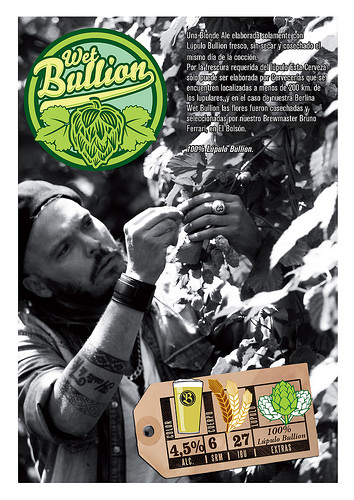 Wet
Bullion
Una Blonde Ale elaborada solamente con
Lúpulo Bullion fresco, sin secar y cosechado el
mismo día de la cocción.
Por la frescura requerida del lúpulo Esta Cerveza
sólo puede ser elaborada por Cervecerías que se
encuentren localizadas a menos de 200 km. de
los lupulares, y en el caso de nuestra Berlina
Wet Bullion las flores fueron cosechadas y
seleccionadas por nuestro Brewmaster Bruno
Ferrari, en El Bolsón.
100% Lúpulo Bullion.
COLOR
CUERPO
LÚPULO
B
4,5% 6 27 100%
Lúpulo Bullion
ALC. SRM IBU EXTRAS